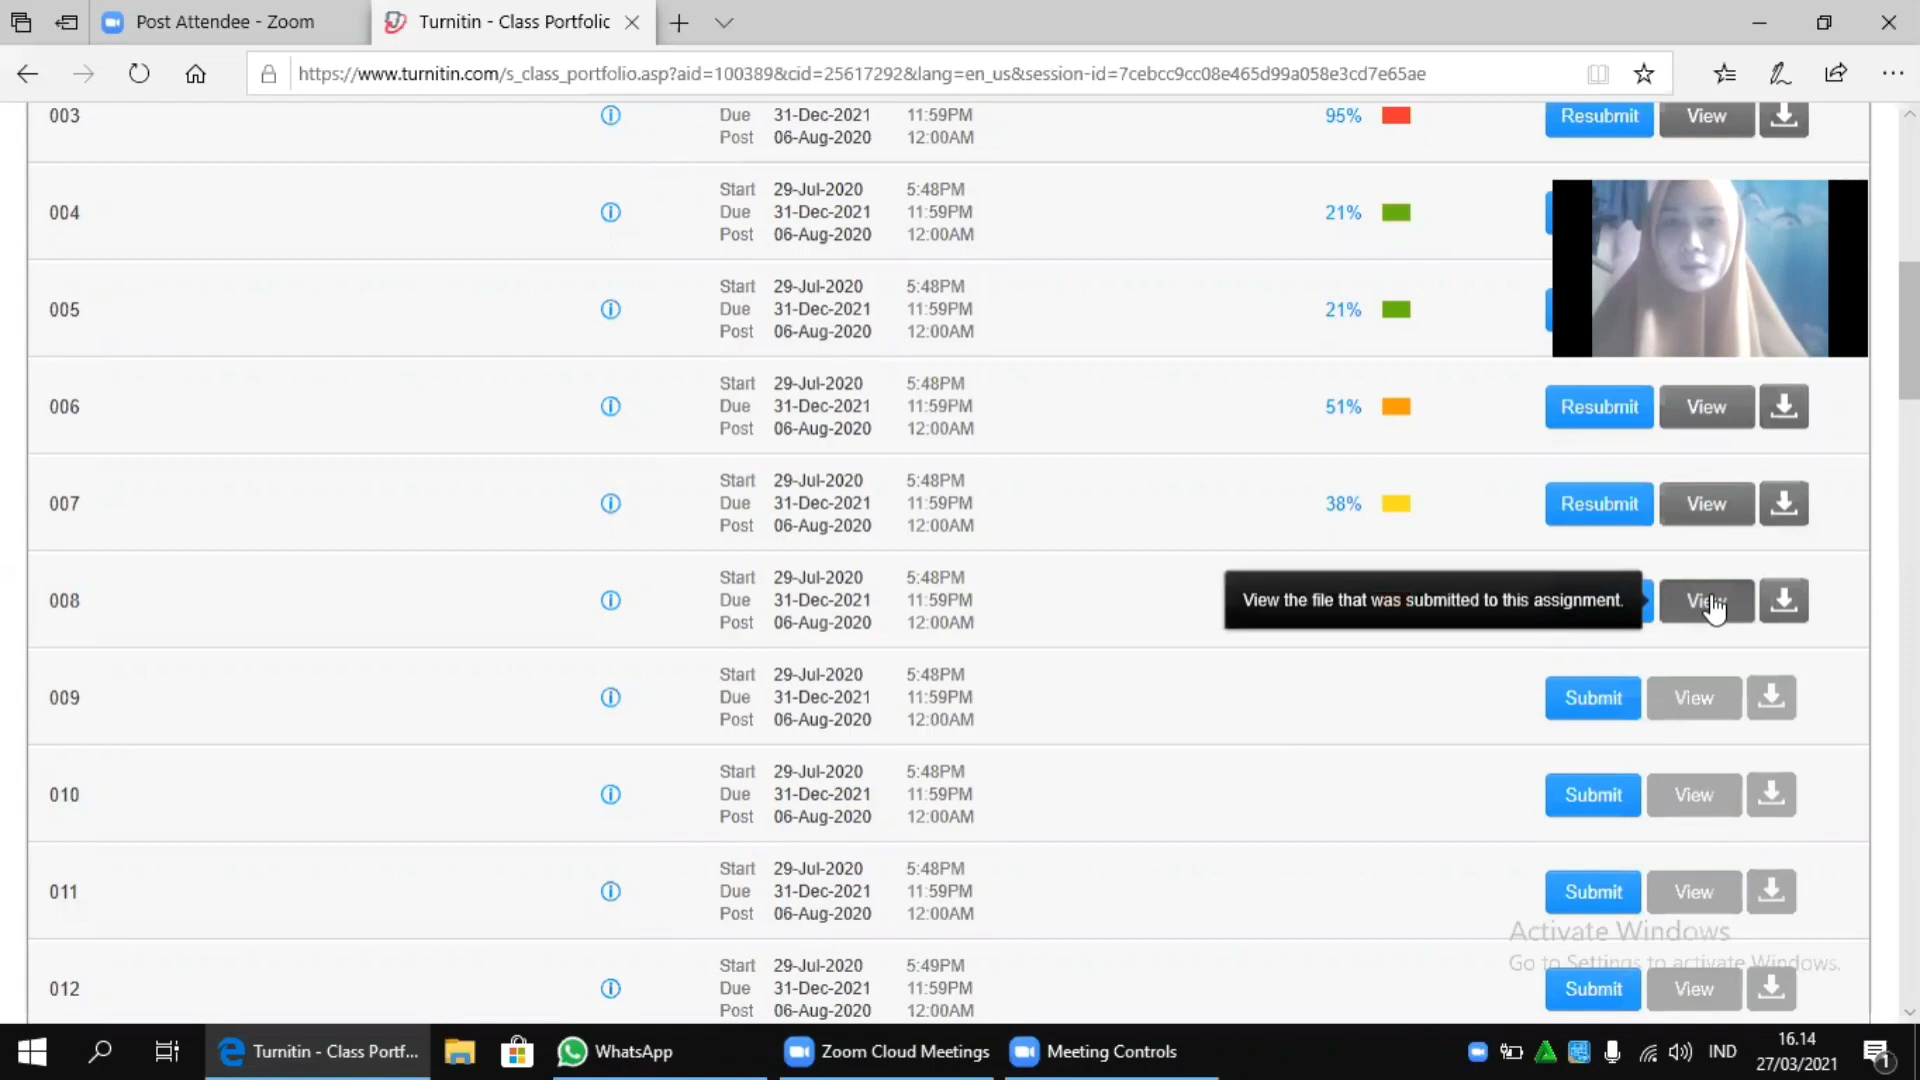 Post Attendee - Zoom
Turnitin - Class Portfolio
https://www.turnitin.com/s_class_portfolio.asp?aid=100389&cid=25617292&lang=en_us&session-id=7cebcc9cc08e465d99a058e3cd7e65ae
003
Due 31-Dec-2021 11:59PM
Post 06-Aug-2020 12:00AM
95%
Resubmit View
004
Start 29-Jul-2020 5:48PM
Due 31-Dec-2021 11:59PM
Post 06-Aug-2020 12:00AM
21%
005
Start 29-Jul-2020 5:48PM
Due 31-Dec-2021 11:59PM
Post 06-Aug-2020 12:00AM
21%
006
Start 29-Jul-2020 5:48PM
Due 31-Dec-2021 11:59PM
Post 06-Aug-2020 12:00AM
51%
Resubmit View
007
Start 29-Jul-2020 5:48PM
Due 31-Dec-2021 11:59PM
Post 06-Aug-2020 12:00AM
38%
Resubmit View
008
Start 29-Jul-2020 5:48PM
Due 31-Dec-2021 11:59PM
Post 06-Aug-2020 12:00AM
View the file that was submitted to this assignment.
View
009
Start 29-Jul-2020 5:48PM
Due 31-Dec-2021 11:59PM
Post 06-Aug-2020 12:00AM
Submit View
010
Start 29-Jul-2020 5:48PM
Due 31-Dec-2021 11:59PM
Post 06-Aug-2020 12:00AM
Submit View
011
Start 29-Jul-2020 5:48PM
Due 31-Dec-2021 11:59PM
Post 06-Aug-2020 12:00AM
Submit View
Activate Windows
Go to Settings to activate Windows.
012
Start 29-Jul-2020 5:49PM
Due 31-Dec-2021 11:59PM
Post 06-Aug-2020 12:00AM
Submit View
Turnitin - Class Portf...
WhatsApp
Zoom Cloud Meetings
Meeting Controls
IND
16.14
27/03/2021
1